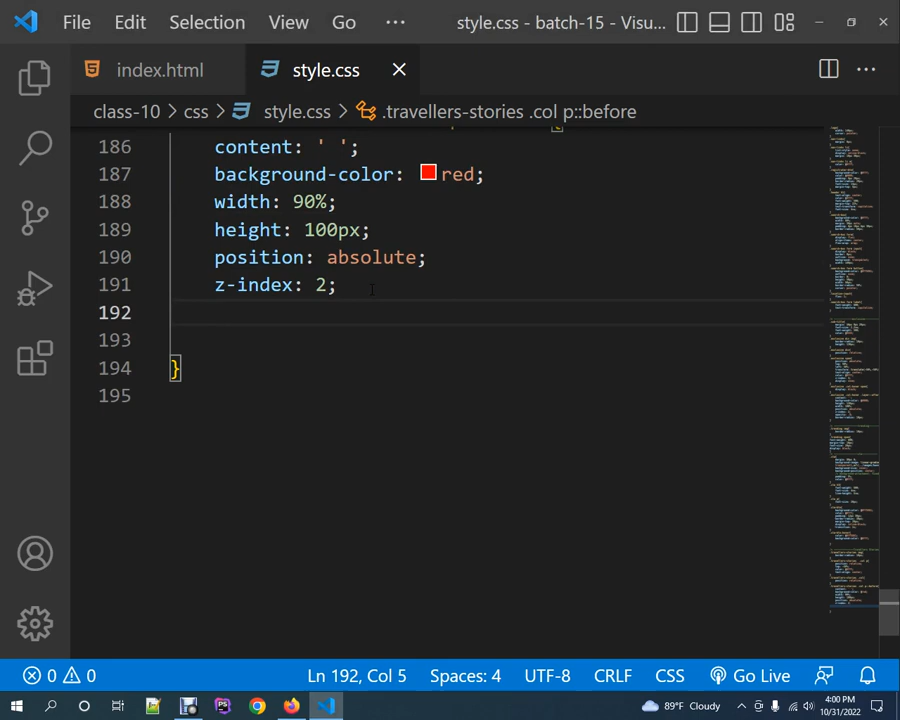 File Edit Selection View Go ··· style.css - batch-15 - Visu...
index.html style.css
class-10 > css > style.css > .travellers-stories .col p::before
186 content: ' ';
187 background-color: red;
188 width: 90%;
189 height: 100px;
190 position: absolute;
191 z-index: 2;
192
193
194 }
195
0 0 Ln 192, Col 5 Spaces: 4 UTF-8 CRLF CSS Go Live
89°F Cloudy 4:00 PM
10/31/2022